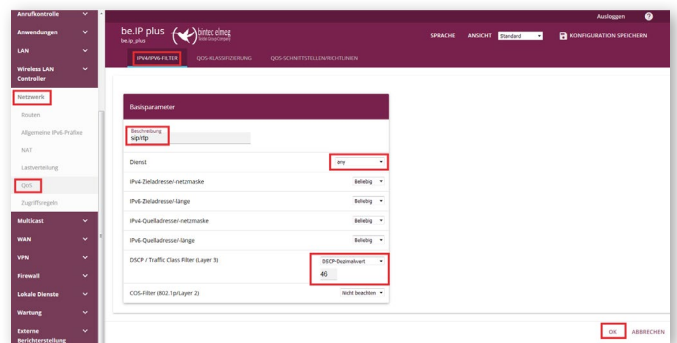 Anrufkontrolle
Anwendungen
LAN
Wireless LAN
Controller
Netzwerk
Routen
Allgemeine IPv6-Präfixe
NAT
Lastverteilung
QoS
Zugriffsregeln
Multicast
WAN
VPN
Firewall
Lokale Dienste
Wartung
Externe
Berichterstellung
Ausloggen ?
be.IP plus bintec elmeg
be.ip_plus
SPRACHE ANSICHT Standard KONFIGURATION SPEICHERN
IPV4/IPV6-FILTER QOS-KLASSIFIZIERUNG QOS-SCHNITTSTELLEN/RICHTLINIEN
Basisparameter
Beschreibung
sip/rtp
Dienst any
IPv4-Zieladresse/-netzmaske Beliebig
IPv6-Zieladresse/-länge Beliebig
IPv4-Quelladresse/-netzmaske Beliebig
IPv6-Quelladresse/-länge Beliebig
DSCP / Traffic Class Filter (Layer 3) DSCP-Dezimalwert
46
COS-Filter (802.1p/Layer 2) Nicht beachten
OK ABBRECHEN